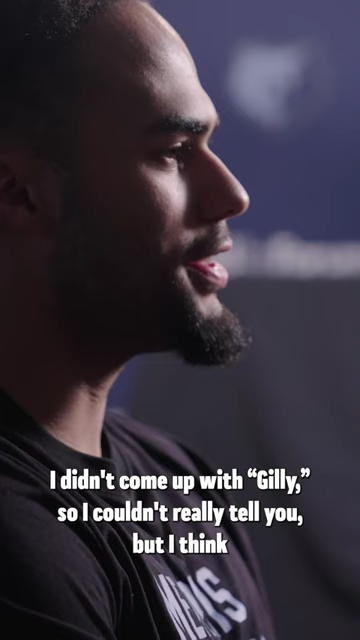 I didn't come up with “Gilly,”
so I couldn't really tell you,
but I think